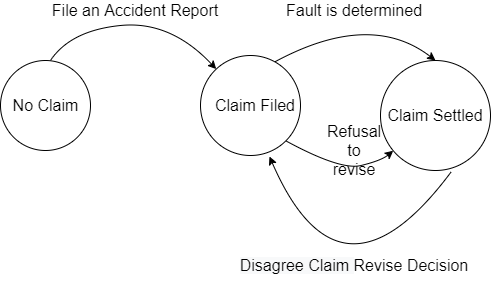 File an Accident Report
Fault is determined
No Claim
Claim Filed
Claim Settled
Refusal
to
revise
Disagree Claim Revise Decision